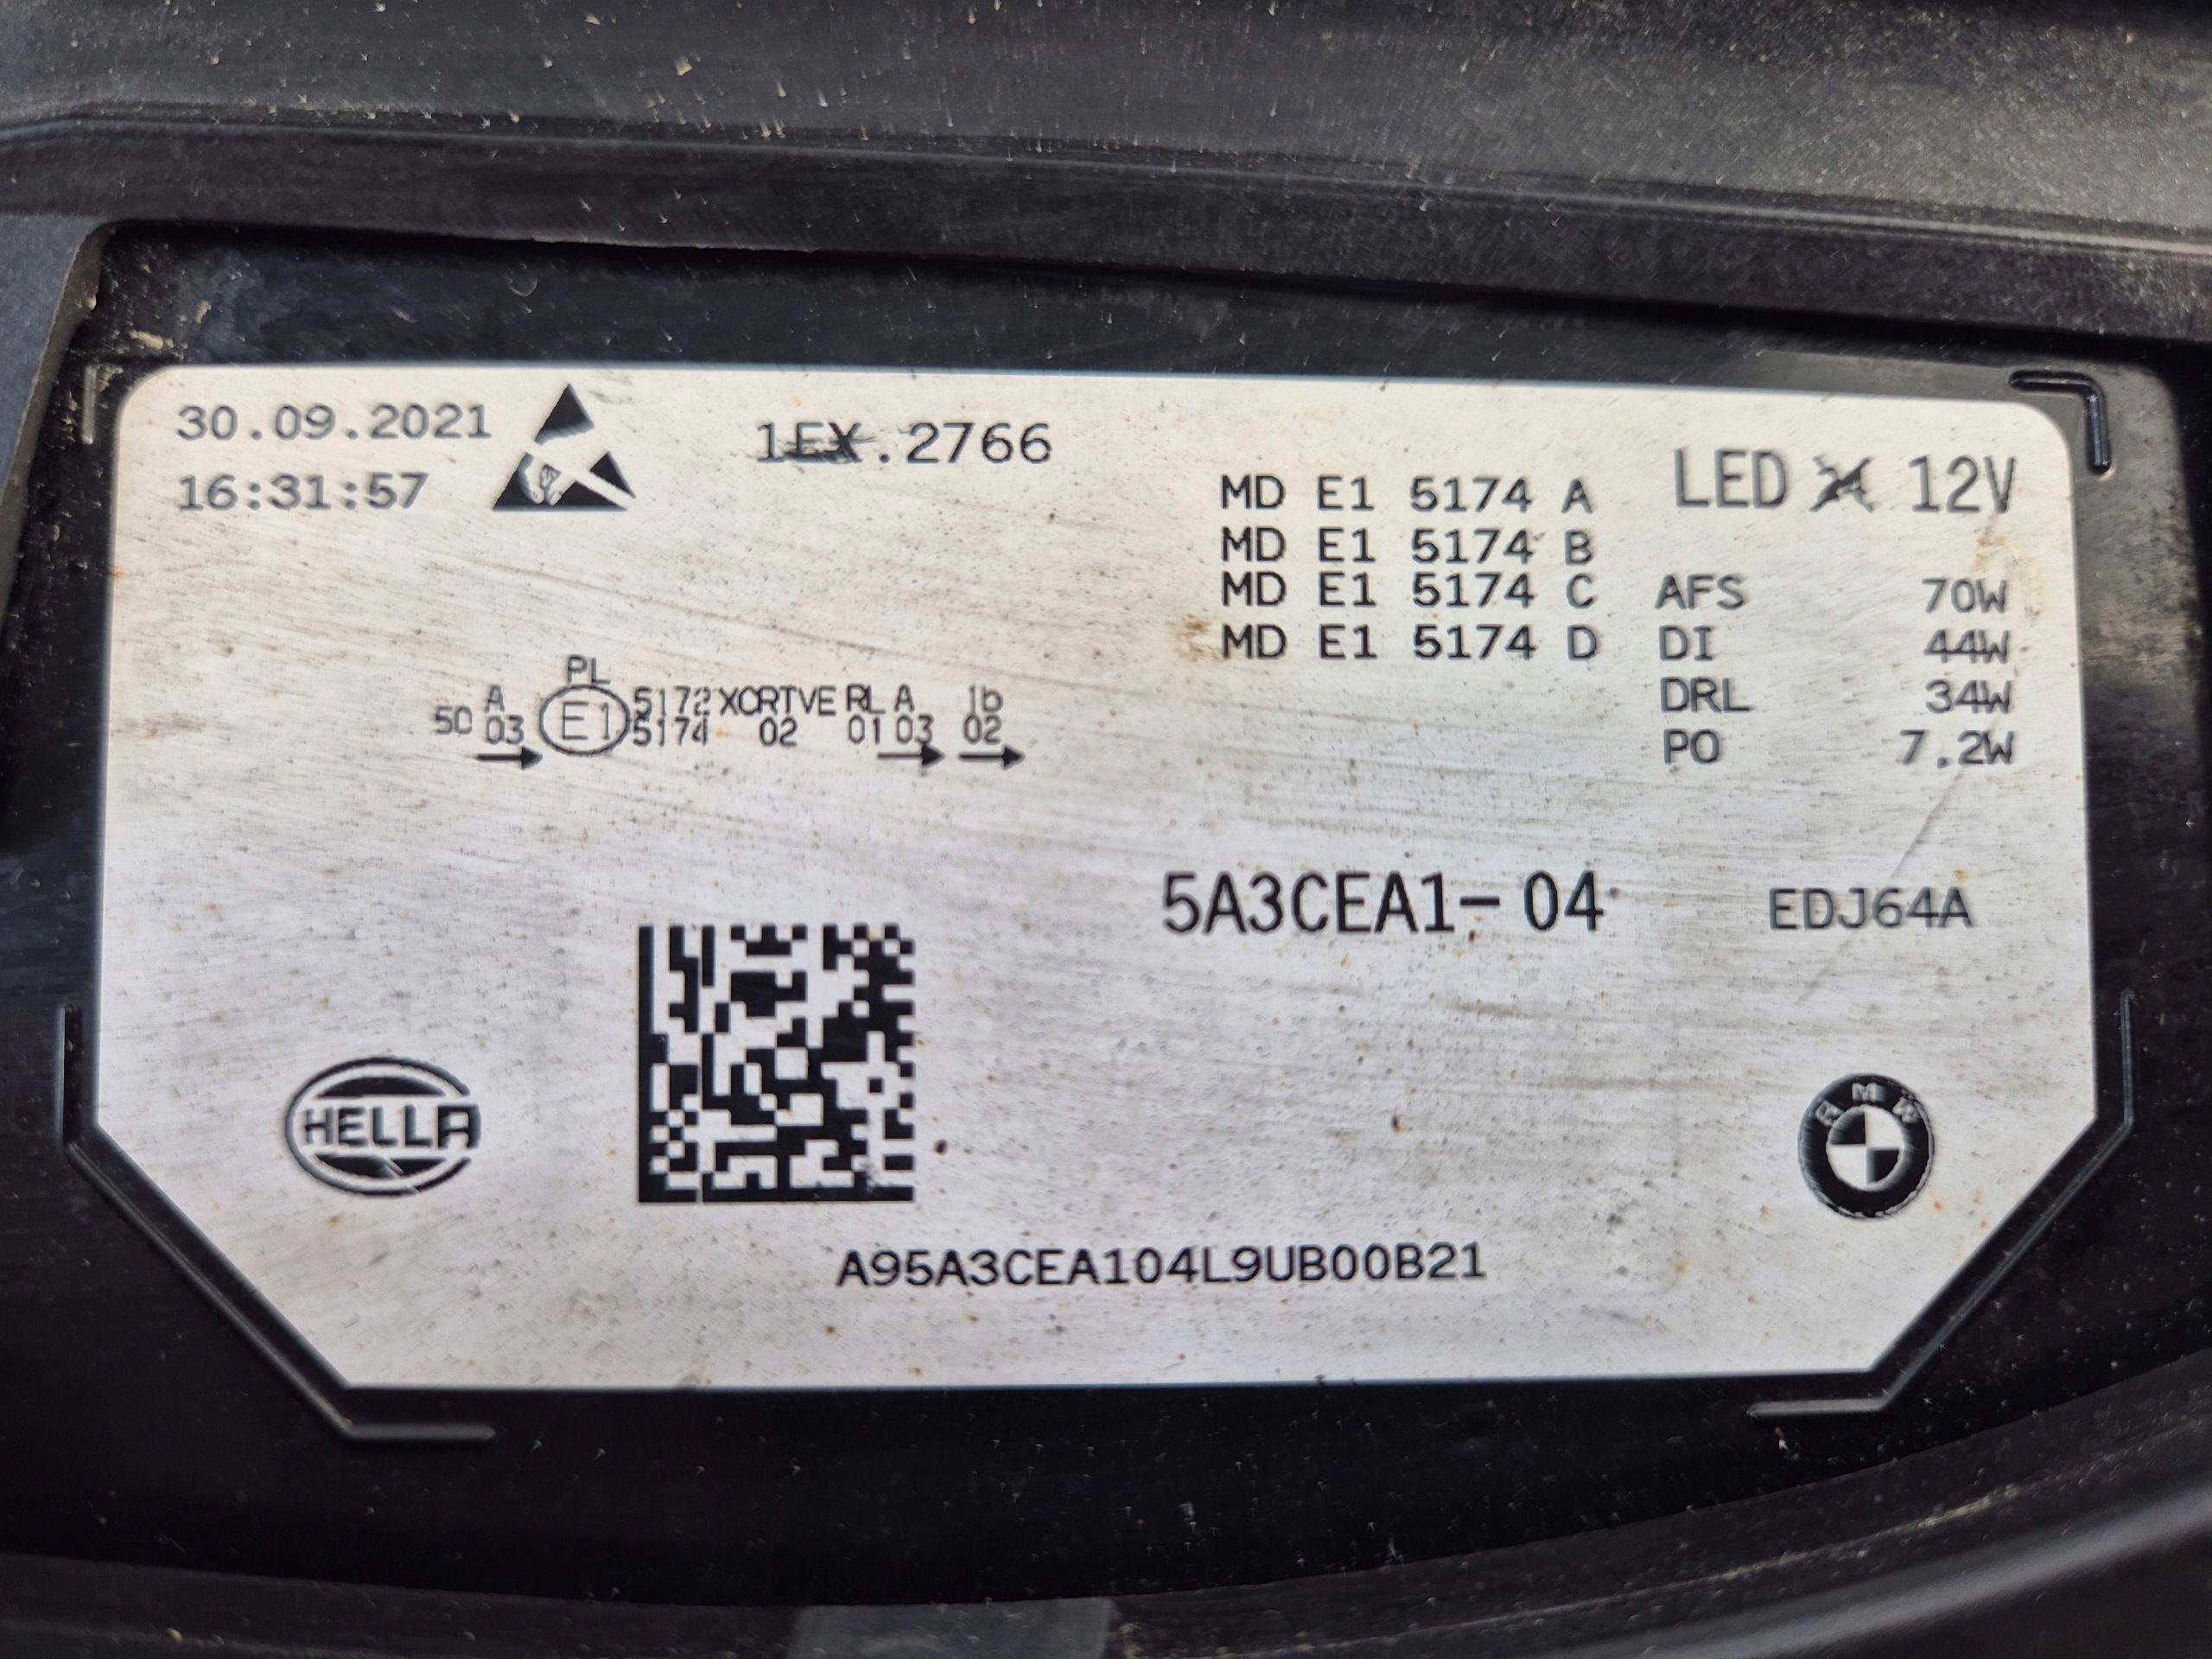 30.09.2021
16:31:57
1EX.2766
MD E1 5174 A
MD E1 5174 B
MD E1 5174 C
MD E1 5174 D
LED 12V
AFS 70W
DI 44W
DRL 34W
PO 7.2W
PL
50 A E1 5172 XCRTVE RL A 1b
03 5174 02 01 03 02
5A3CEA1-04
EDJ64A
HELLA
BMW
A95A3CEA104L9UB00B21